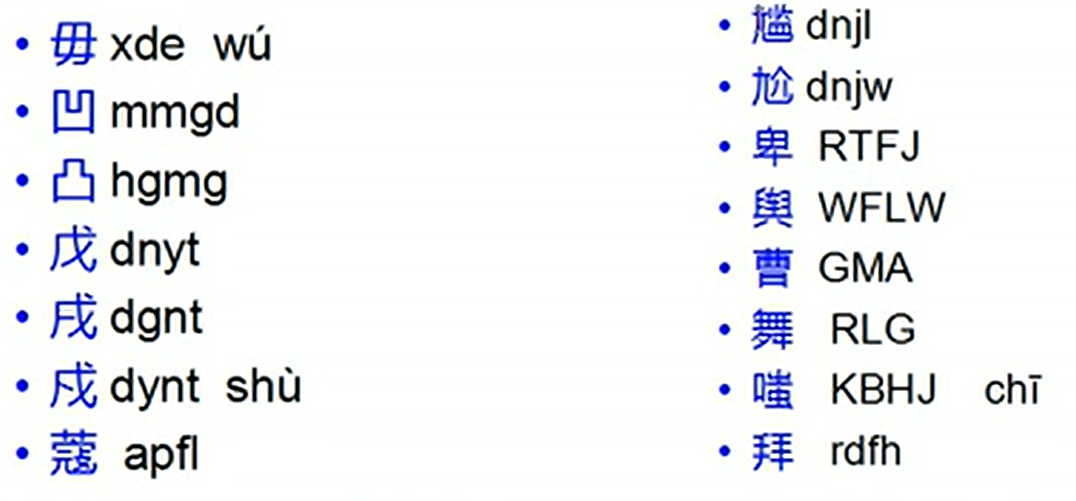 • 毋 xde wú
• 凹 mmgd
• 凸 hgmg
• 戊 dnyt
• 戌 dgnt
• 戍 dynt shù
• 蔻 apfl
• 尴 dnjl
• 尬 dnjw
• 卑 RTFJ
• 舆 WFLW
• 曹 GMA
• 舞 RLG
• 嗤 KBHJ chī
• 拜 rdfh